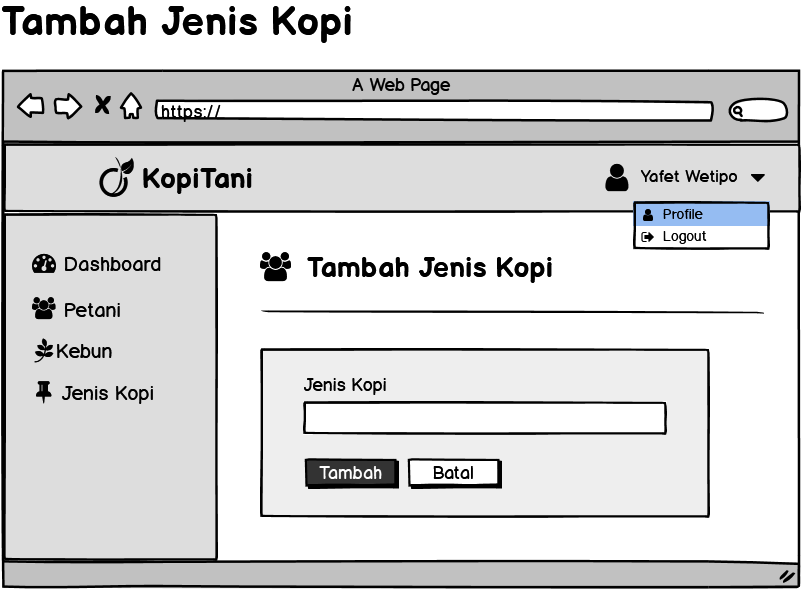 Tambah Jenis Kopi
A Web Page
https://
KopiTani
Yafet Wetipo
Profile
Logout
Dashboard
Petani
Kebun
Jenis Kopi
Tambah Jenis Kopi
Jenis Kopi
Tambah
Batal